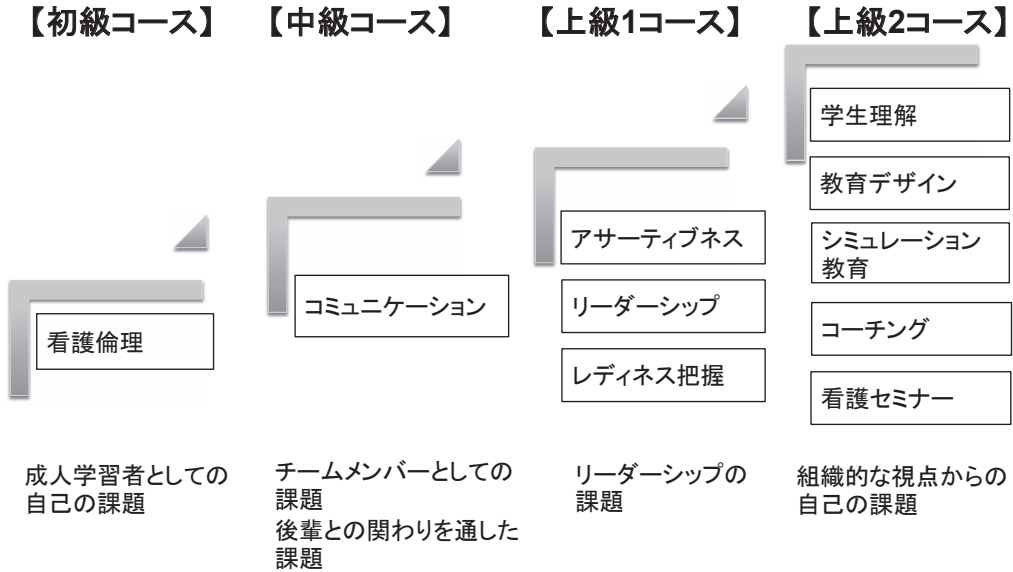 【初級コース】
【中級コース】
【上級1コース】
【上級2コース】
看護倫理
コミュニケーション
アサーティブネス
リーダーシップ
レディネス把握
学生理解
教育デザイン
シミュレーション
教育
コーチング
看護セミナー
成人学習者としての
自己の課題
チームメンバーとしての
課題
後輩との関わりを通した
課題
リーダーシップの
課題
組織的な視点からの
自己の課題